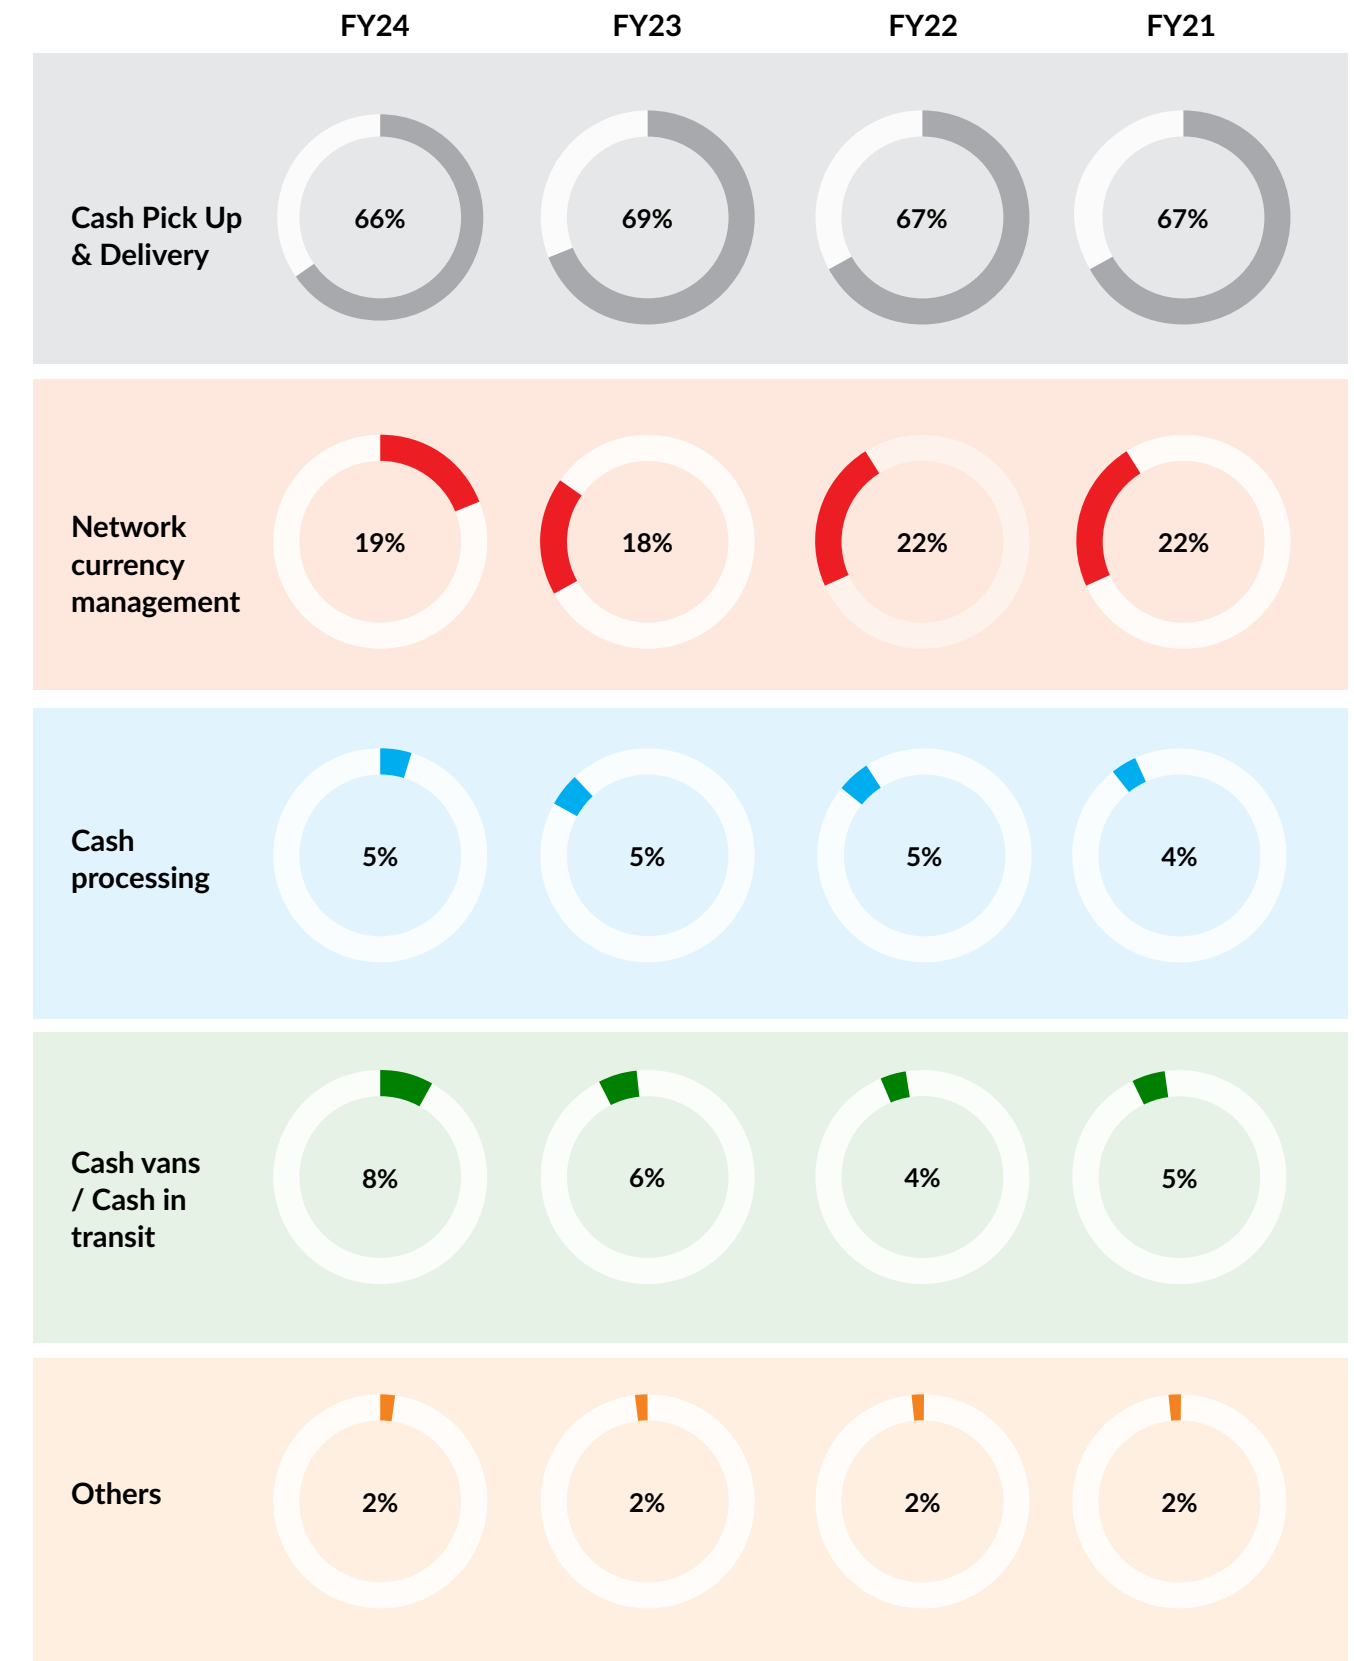 FY24 FY23 FY22 FY21
Cash Pick Up
& Delivery
66% 69% 67% 67%
Network
currency
management
19% 18% 22% 22%
Cash
processing
5% 5% 5% 4%
Cash vans
/ Cash in
transit
8% 6% 4% 5%
Others
2% 2% 2% 2%